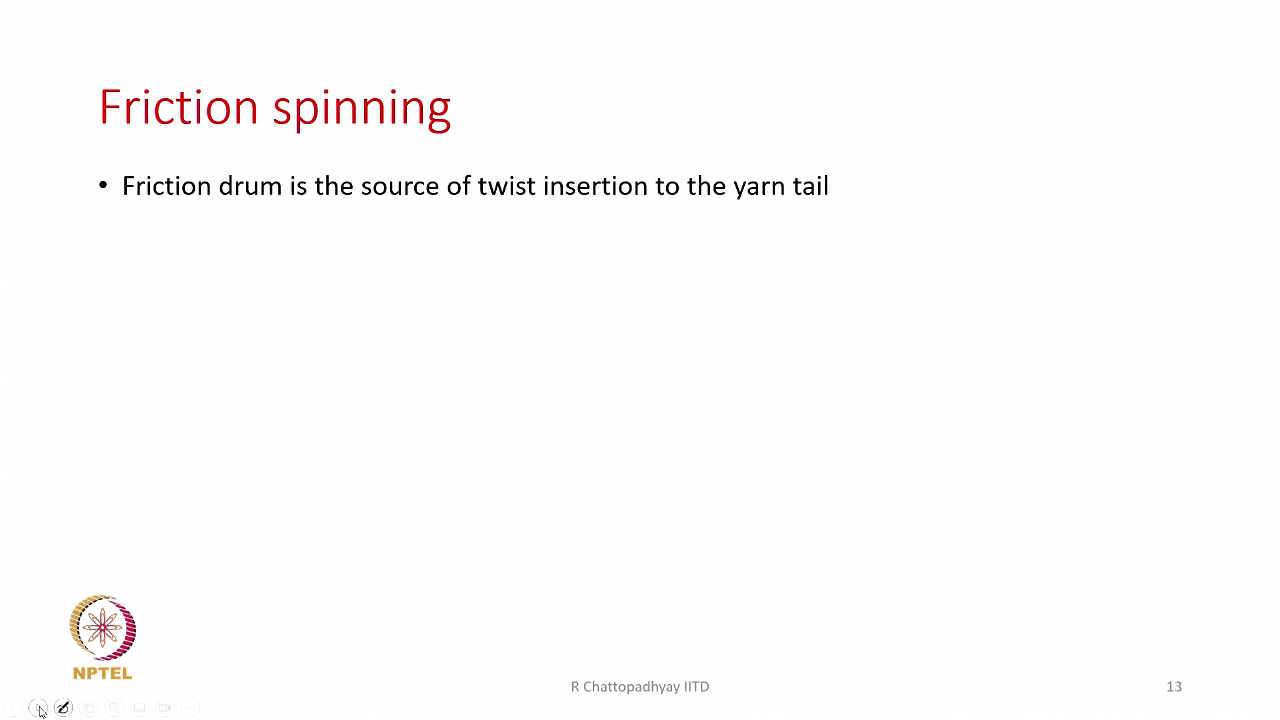 Friction spinning
• Friction drum is the source of twist insertion to the yarn tail
NPTEL
R Chattopadhyay IITD
13